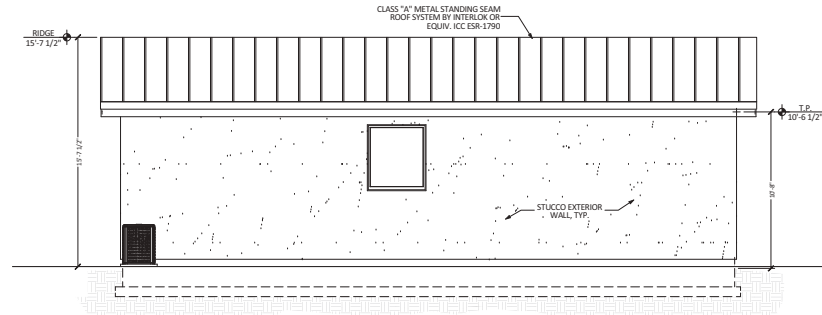 CLASS "A" METAL STANDING SEAM
ROOF SYSTEM BY INTERLOK OR
EQUIV. ICC ESR-1790
RIDGE
15'-7 1/2"
T.P.
10'-6 1/2"
15'-7 1/2"
10'-8"
STUCCO EXTERIOR
WALL, TYP.